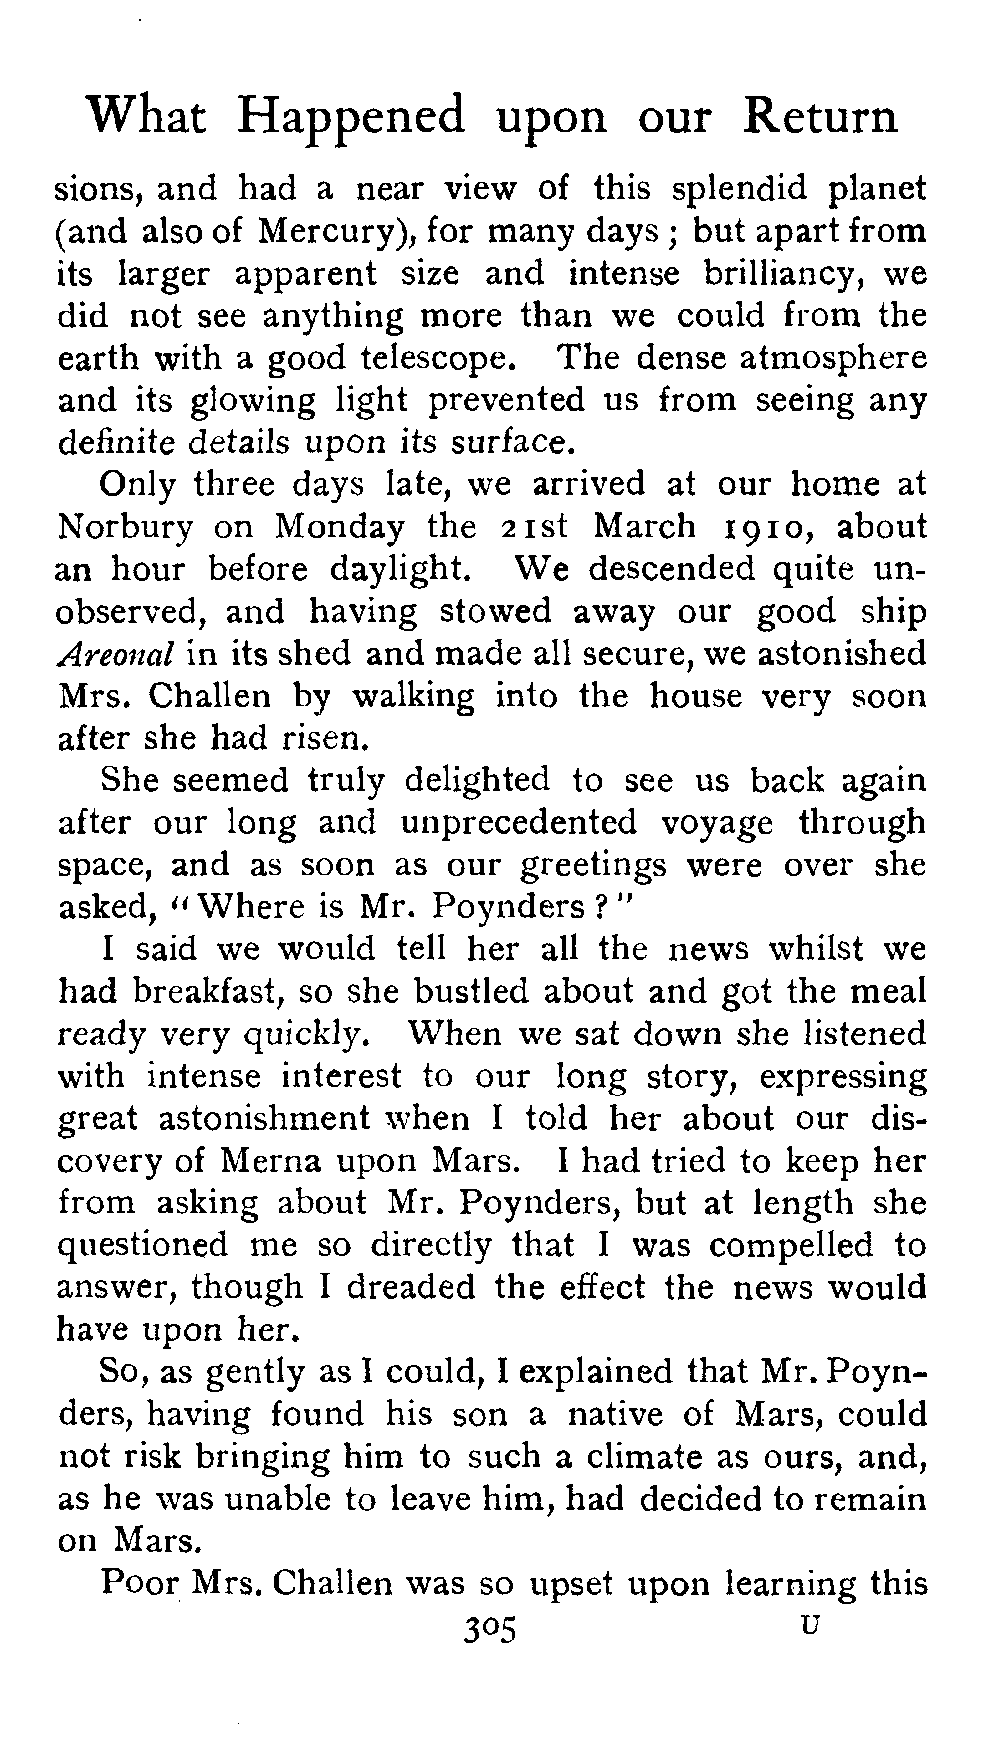 What Happened upon our Return
sions, and had a near view of this splendid planet
(and also of Mercury), for many days; but apart from
its larger apparent size and intense brilliancy, we
did not see anything more than we could from the
earth with a good telescope. The dense atmosphere
and its glowing light prevented us from seeing any
definite details upon its surface.
Only three days late, we arrived at our home at
Norbury on Monday the 21st March 1910, about
an hour before daylight. We descended quite un-
observed, and having stowed away our good ship
Areonal in its shed and made all secure, we astonished
Mrs. Challen by walking into the house very soon
after she had risen.
She seemed truly delighted to see us back again
after our long and unprecedented voyage through
space, and as soon as our greetings were over she
asked, "Where is Mr. Poynders?"
I said we would tell her all the news whilst we
had breakfast, so she bustled about and got the meal
ready very quickly. When we sat down she listened
with intense interest to our long story, expressing
great astonishment when I told her about our dis-
covery of Merna upon Mars. I had tried to keep her
from asking about Mr. Poynders, but at length she
questioned me so directly that I was compelled to
answer, though I dreaded the effect the news would
have upon her.
So, as gently as I could, I explained that Mr. Poyn-
ders, having found his son a native of Mars, could
not risk bringing him to such a climate as ours, and,
as he was unable to leave him, had decided to remain
on Mars.
Poor Mrs. Challen was so upset upon learning this
305 U